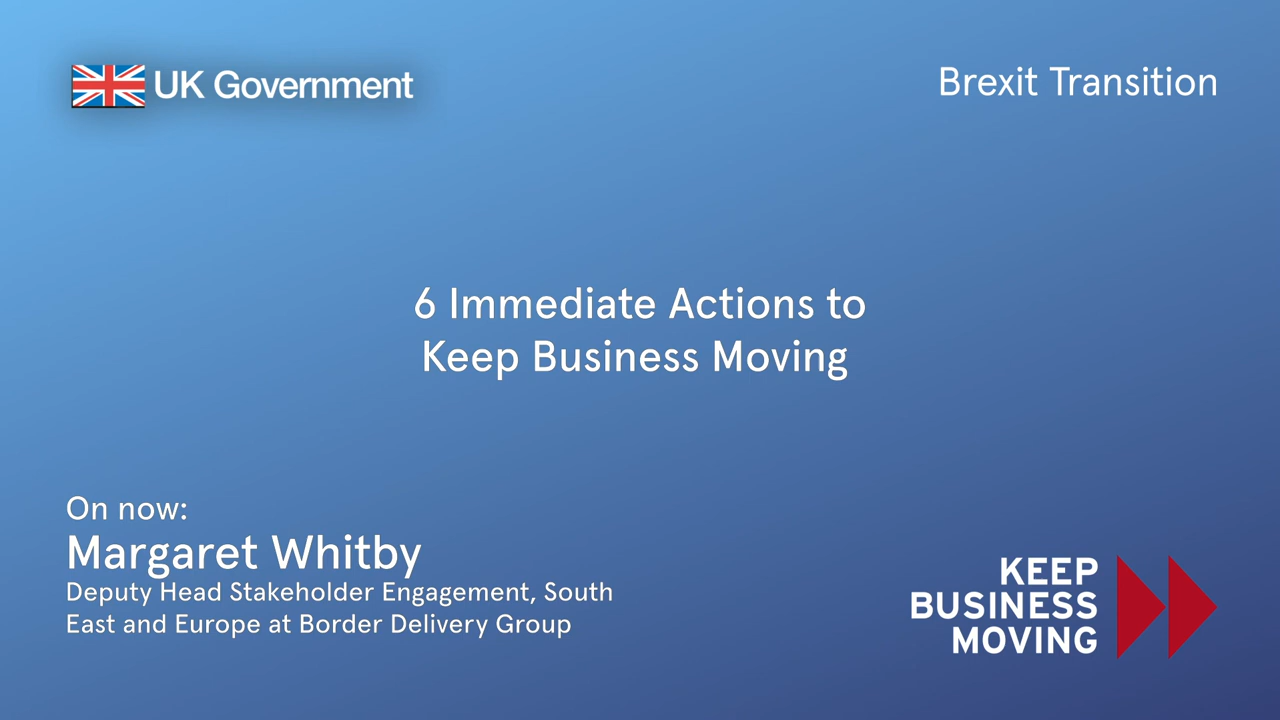 UK Government
Brexit Transition
6 Immediate Actions to
Keep Business Moving
On now:
Margaret Whitby
Deputy Head Stakeholder Engagement, South
East and Europe at Border Delivery Group
KEEP
BUSINESS
MOVING